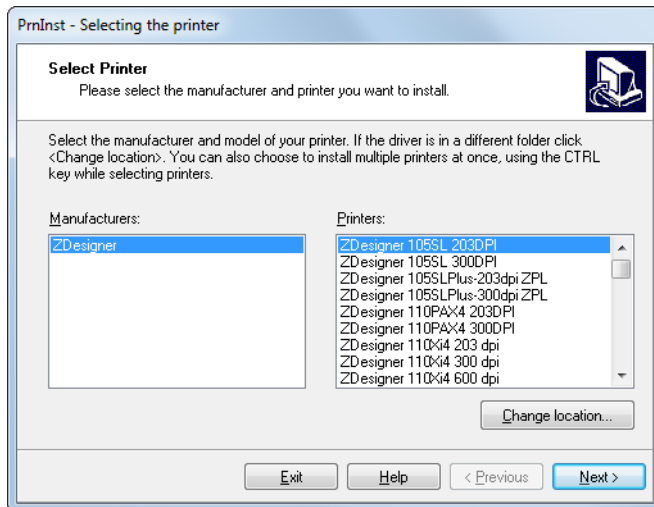 PrnInst - Selecting the printer
Select Printer
Please select the manufacturer and printer you want to install.
Select the manufacturer and model of your printer. If the driver is in a different folder click
<Change location>. You can also choose to install multiple printers at once, using the CTRL
key while selecting printers.
Manufacturers:
ZDesigner
Printers:
ZDesigner 105SL 203DPI
ZDesigner 105SL 300DPI
ZDesigner 105SLPlus-203dpi ZPL
ZDesigner 105SLPlus-300dpi ZPL
ZDesigner 110PAX4 203DPI
ZDesigner 110PAX4 300DPI
ZDesigner 110Xi4 203 dpi
ZDesigner 110Xi4 300 dpi
ZDesigner 110Xi4 600 dpi
Change location...
Exit
Help
< Previous
Next >